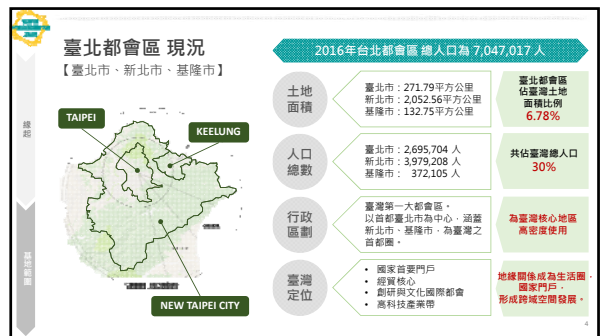 臺北都會區 現況
【臺北市、新北市、基隆市】
2016年台北都會區 總人口為 7,047,017 人
緣起
基地範圍
TAIPEI
KEELUNG
NEW TAIPEI CITY
土地
面積
臺北市：271.79平方公里
新北市：2,052.56平方公里
基隆市：132.75平方公里
臺北都會區
佔臺灣土地
面積比例
6.78%
人口
總數
臺北市：2,695,704 人
新北市：3,979,208 人
基隆市： 372,105 人
共佔臺灣總人口
30%
行政
區劃
臺灣第一大都會區。
以首都臺北市為中心，涵蓋
新北市、基隆市，為臺灣之
首都圈。
為臺灣核心地區
高密度使用
臺灣
定位
• 國家首要門戶
• 經貿核心
• 創研與文化國際都會
• 高科技產業帶
地緣關係成為生活圈，
國家門戶，
形成跨域空間發展。
4